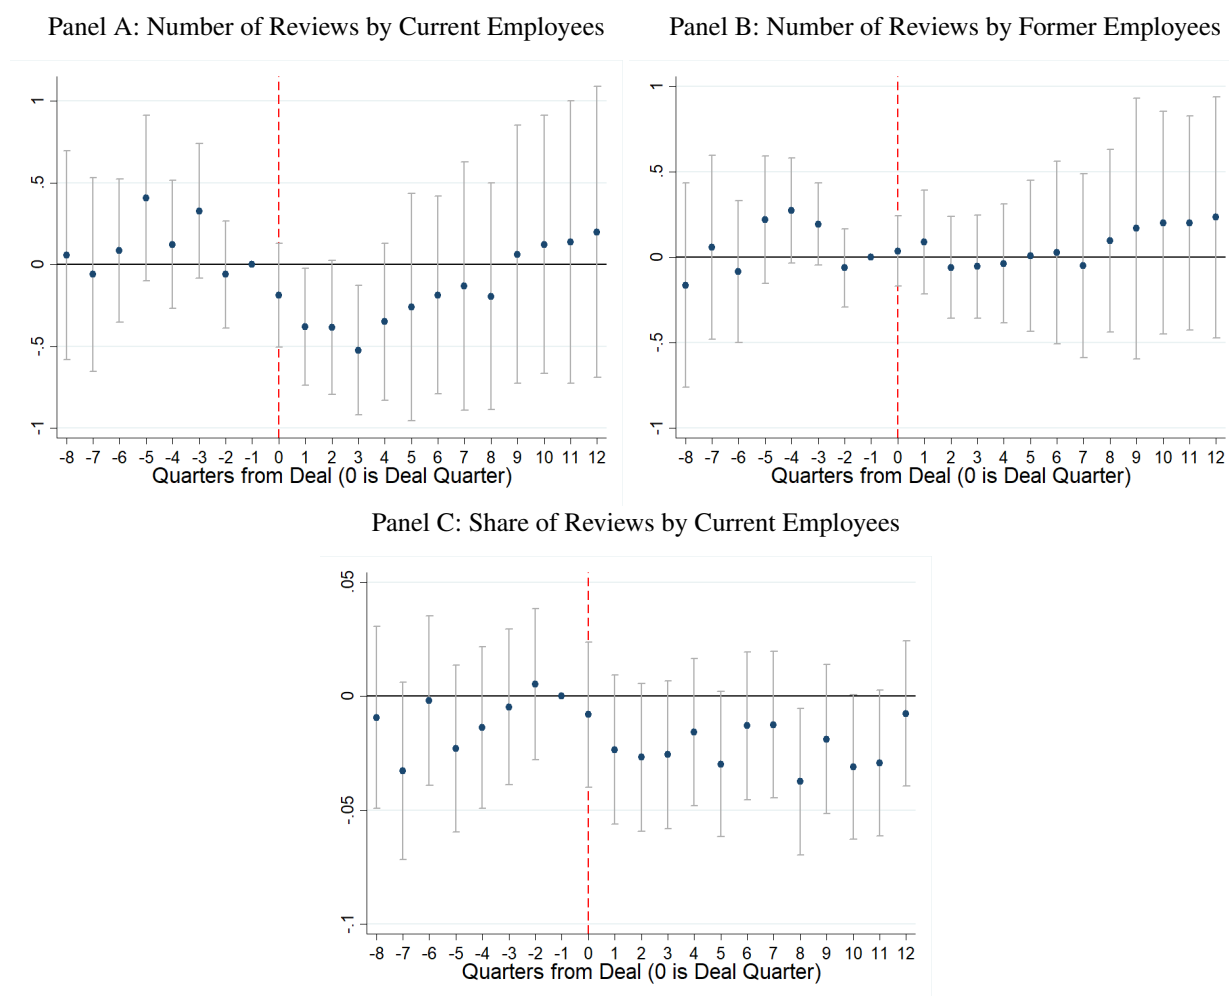 Panel A: Number of Reviews by Current Employees
1
.5
0
-.5
-1
-8 -7 -6 -5 -4 -3 -2 -1 0 1 2 3 4 5 6 7 8 9 10 11 12
Quarters from Deal (0 is Deal Quarter)
Panel B: Number of Reviews by Former Employees
1
.5
0
-.5
-1
-8 -7 -6 -5 -4 -3 -2 -1 0 1 2 3 4 5 6 7 8 9 10 11 12
Quarters from Deal (0 is Deal Quarter)
Panel C: Share of Reviews by Current Employees
.05
0
-.05
-.1
-8 -7 -6 -5 -4 -3 -2 -1 0 1 2 3 4 5 6 7 8 9 10 11 12
Quarters from Deal (0 is Deal Quarter)